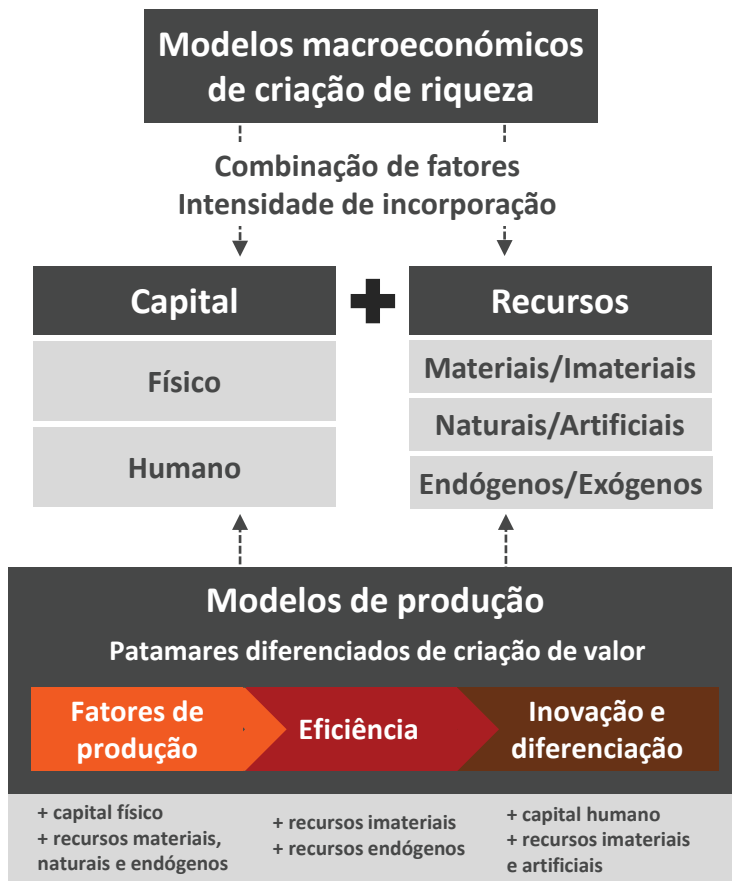 Modelos macroeconómicos
de criação de riqueza
Combinação de fatores
Intensidade de incorporação
Capital
Recursos
Físico
Humano
Materiais/Imateriais
Naturais/Artificiais
Endógenos/Exógenos
Modelos de produção
Patamares diferenciados de criação de valor
Fatores de
produção
Eficiência
Inovação e
diferenciação
+ capital físico
+ recursos materiais,
naturais e endógenos
+ recursos imateriais
+ recursos endógenos
+ capital humano
+ recursos imateriais
e artificiais